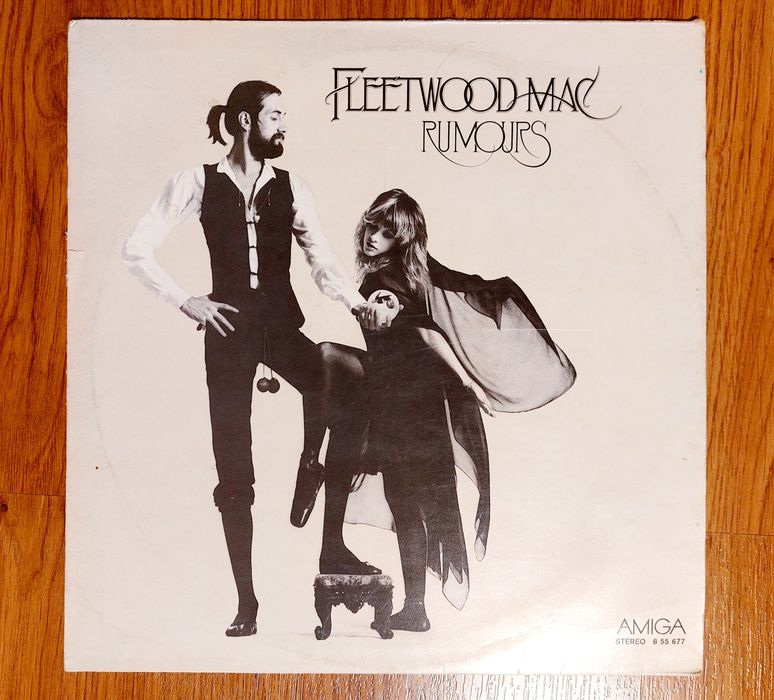 FLEETWOOD MAC
RUMOURS
AMIGA
STEREO 8 55 677